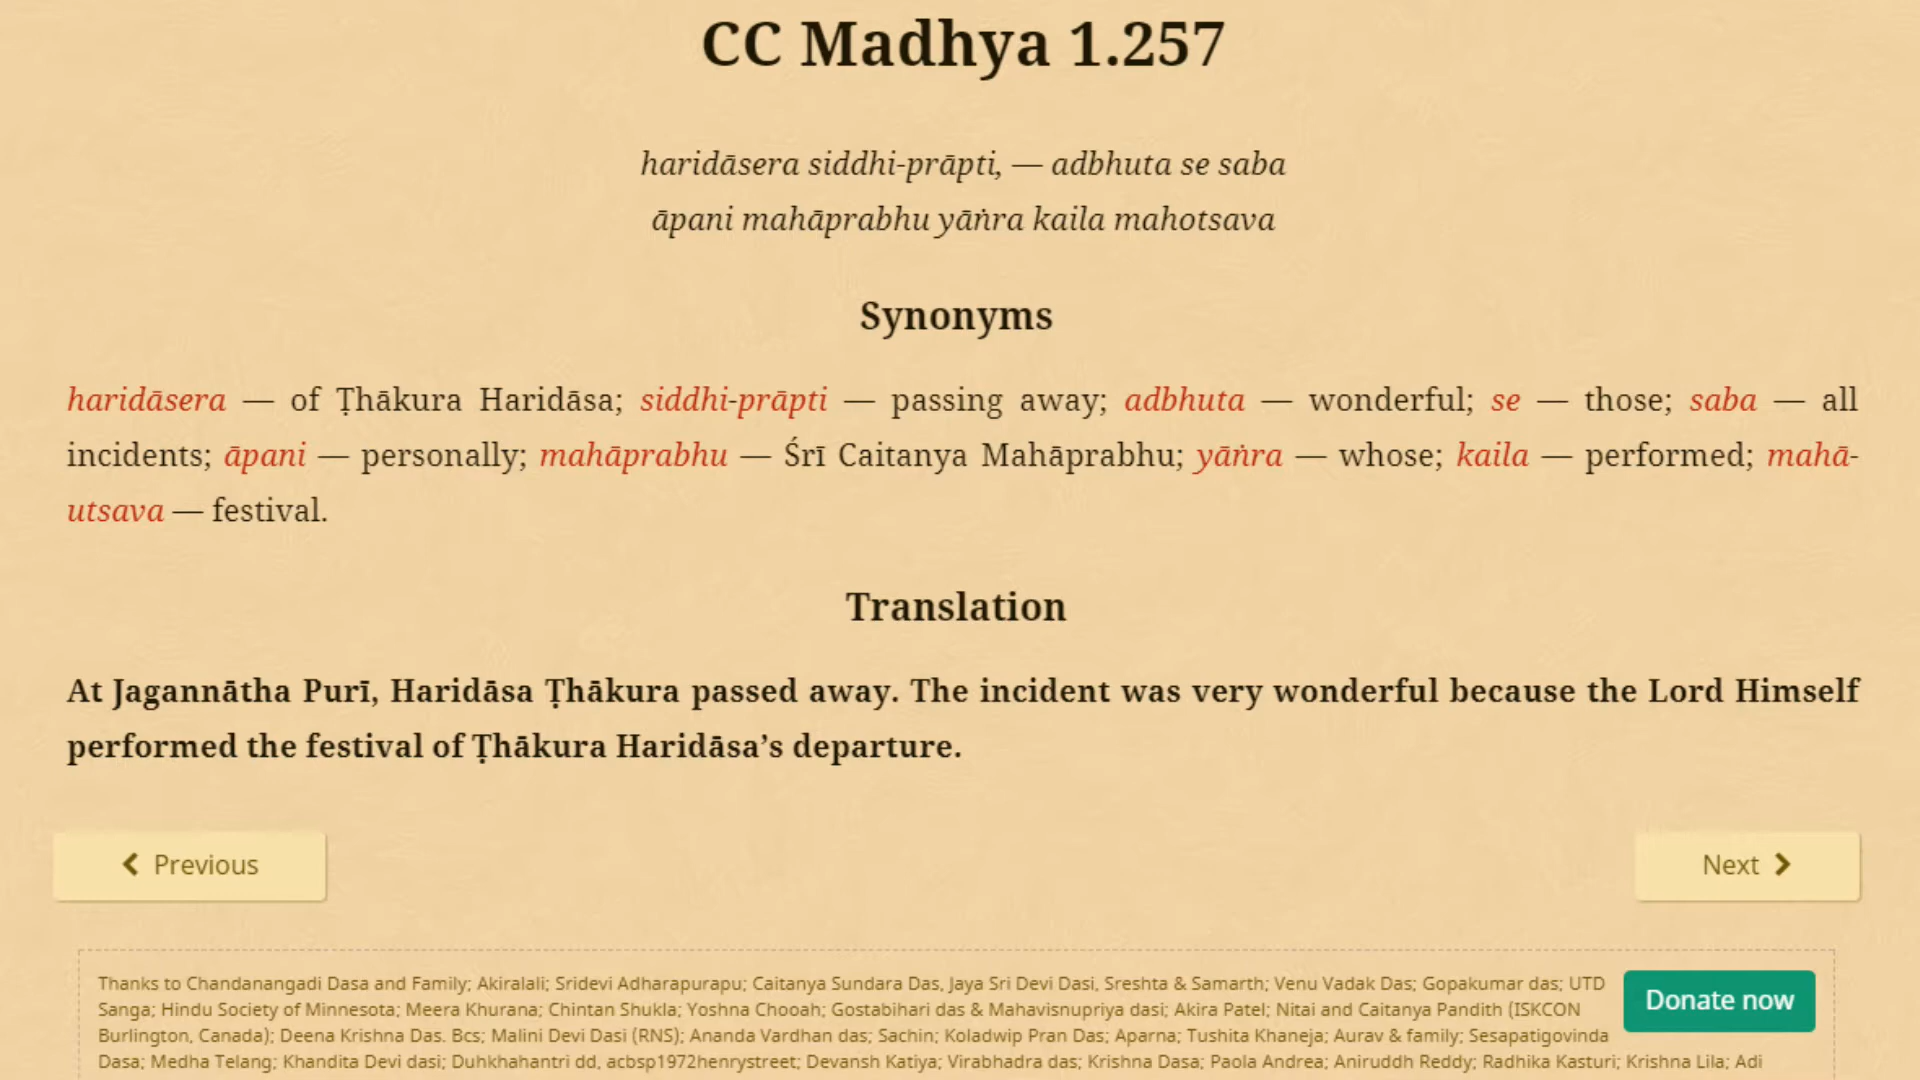 CC Madhya 1.257
haridāsera siddhi-prāpti, — adbhuta se saba
āpani mahāprabhu yāṅra kaila mahotsava
Synonyms
haridāsera — of Ṭhākura Haridāsa; siddhi-prāpti — passing away; adbhuta — wonderful; se — those; saba — all
incidents; āpani — personally; mahāprabhu — Śrī Caitanya Mahāprabhu; yāṅra — whose; kaila — performed; mahā-
utsava — festival.
Translation
At Jagannātha Purī, Haridāsa Ṭhākura passed away. The incident was very wonderful because the Lord Himself
performed the festival of Ṭhākura Haridāsa’s departure.
Previous
Next
Thanks to Chandanangadi Dasa and Family; Akiralali; Sridevi Adharapurapu; Caitanya Sundara Das, Jaya Sri Devi Dasi, Sreshta & Samarth; Venu Vadak Das; Gopakumar das; UTD
Sanga; Hindu Society of Minnesota; Meera Khurana; Chintan Shukla; Yoshna Chooah; Gostabihari das & Mahavisnupriya dasi; Akira Patel; Nitai and Caitanya Pandith (ISKCON
Burlington, Canada); Deena Krishna Das. Bcs; Malini Devi Dasi (RNS); Ananda Vardhan das; Sachin; Koladwip Pran Das; Aparna; Tushita Khaneja; Aurav & family; Sesapatigovinda
Dasa; Medha Telang; Khandita Devi dasi; Duhkhahantri dd, acbsp1972henrystreet; Devansh Katiya; Virabhadra das; Krishna Dasa; Paola Andrea; Aniruddh Reddy; Radhika Kasturi; Krishna Lila; Adi
Donate now